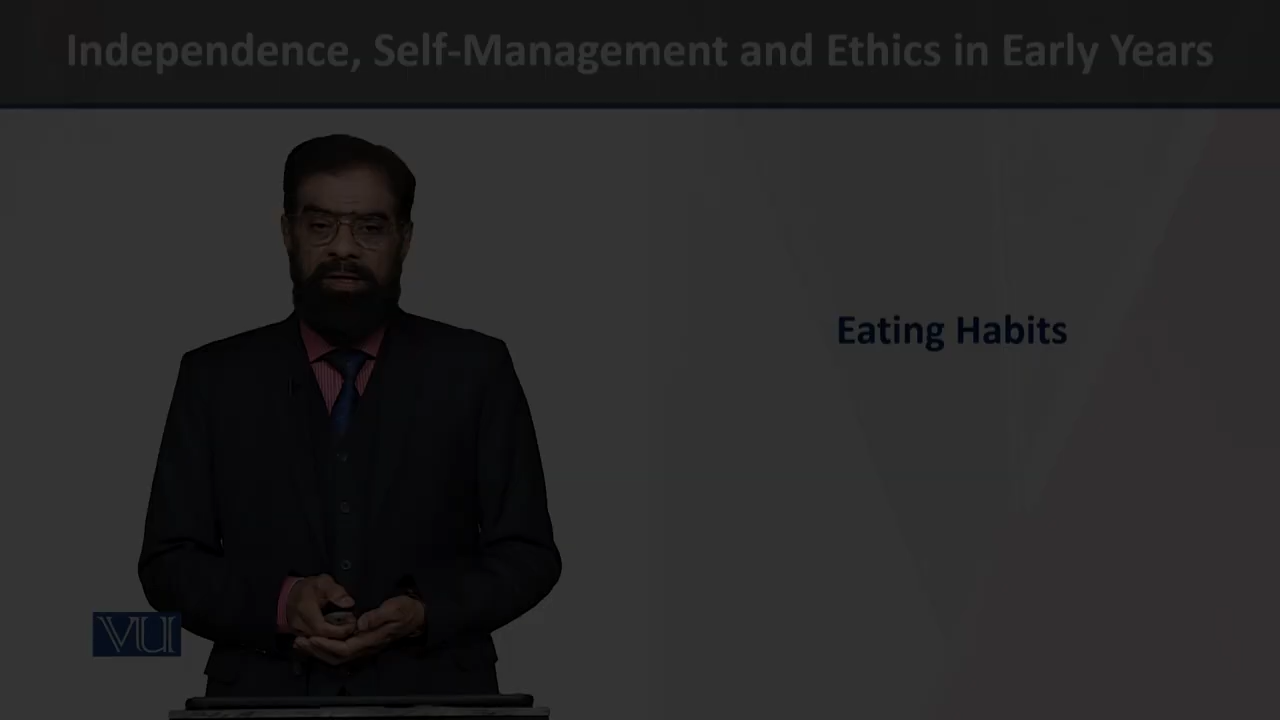 Independence, Self-Management and Ethics in Early Years
Eating Habits
VU